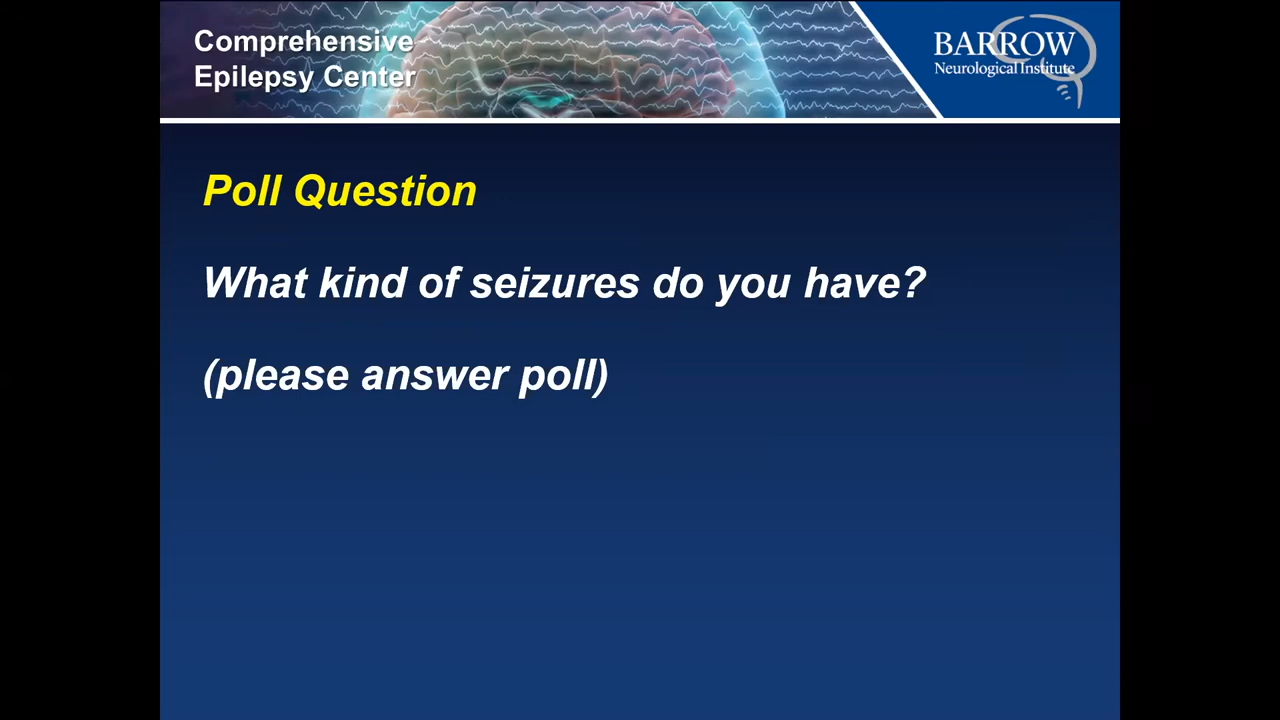 Comprehensive
Epilepsy Center
BARROW
Neurological Institute
Poll Question
What kind of seizures do you have?
(please answer poll)